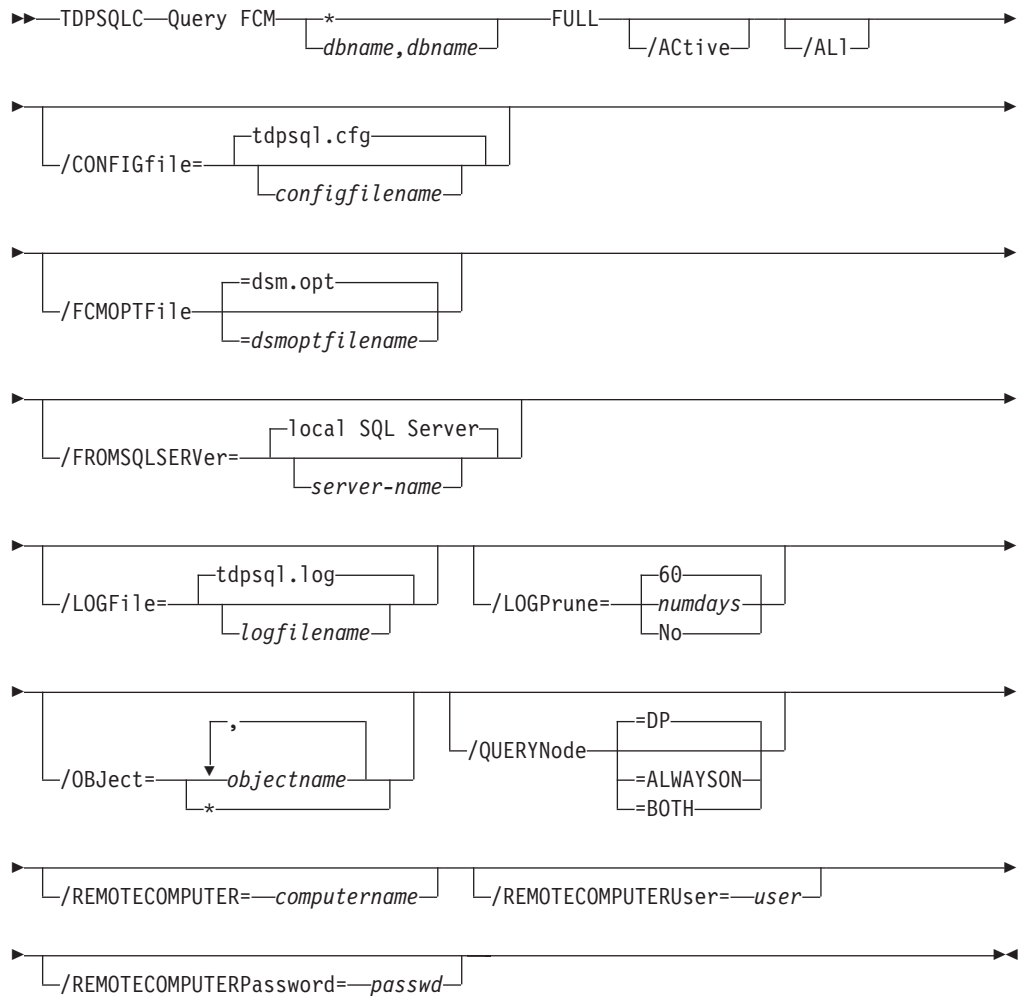 TDPSQLC Query FCM * FULL
dbname,dbname /ACtive /ALl
tdpsql.cfg
/CONFIGfile=
configfilename
=dsm.opt
/FCMOPTFile
=dsmoptfilename
local SQL Server
/FROMSQLSERVer=
server-name
tdpsql.log 60
/LOGFile= /LOGPrune= numdays
logfilename No
, =DP
/OBJect= objectname /QUERYNode
* =ALWAYSON
=BOTH
/REMOTECOMPUTER= computername /REMOTECOMPUTERUser= user
/REMOTECOMPUTERPassword= passwd